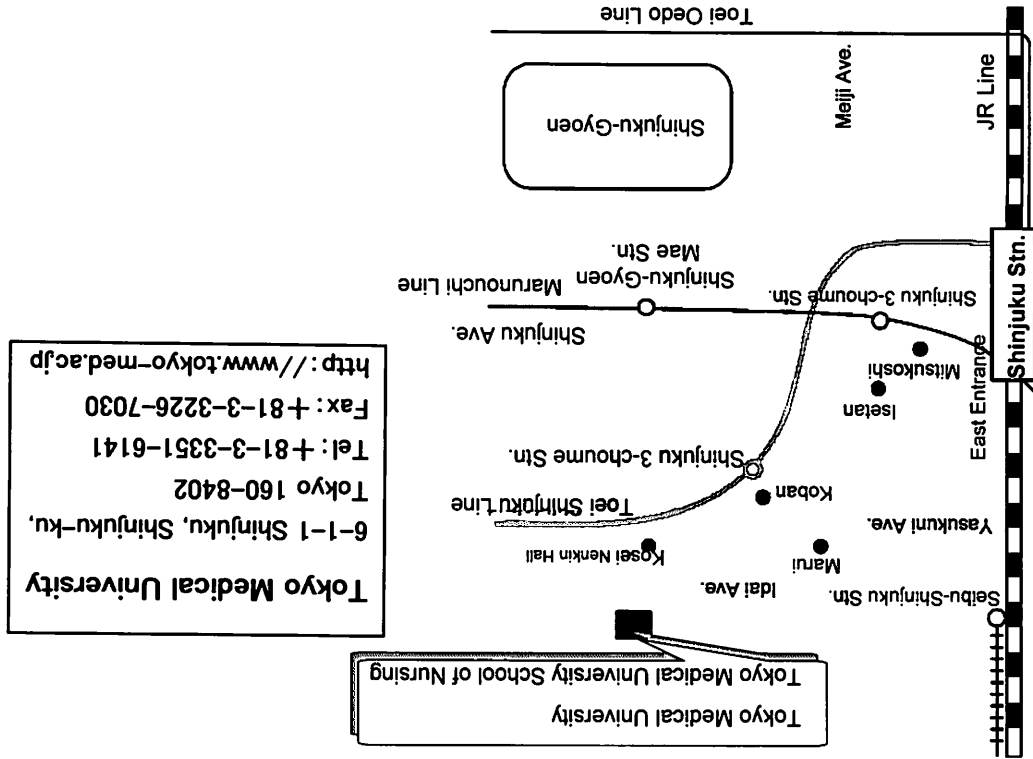 Tokyo Medical University
Tokyo Medical University School of Nursing
Seibu-Shinjuku Stn.
Idai Ave.
Marui
Kosei Nenkin Hall
Yasukuni Ave.
Koban
Toei Shinjuku Line
Shinjuku 3-choume Stn.
East Entrance
Isetan
Mitsukoshi
Shinjuku Stn.
Shinjuku Ave.
Shinjuku 3-choume Stn.
Marunouchi Line
Shinjuku-Gyoen
Mae Stn.
JR Line
Meiji Ave.
Shinjuku-Gyoen
Toei Oedo Line
Tokyo Medical University
6-1-1 Shinjuku, Shinjuku-ku,
Tokyo 160-8402
Tel: +81-3-3351-6141
Fax: +81-3-3226-7030
http://www.tokyo-med.ac.jp